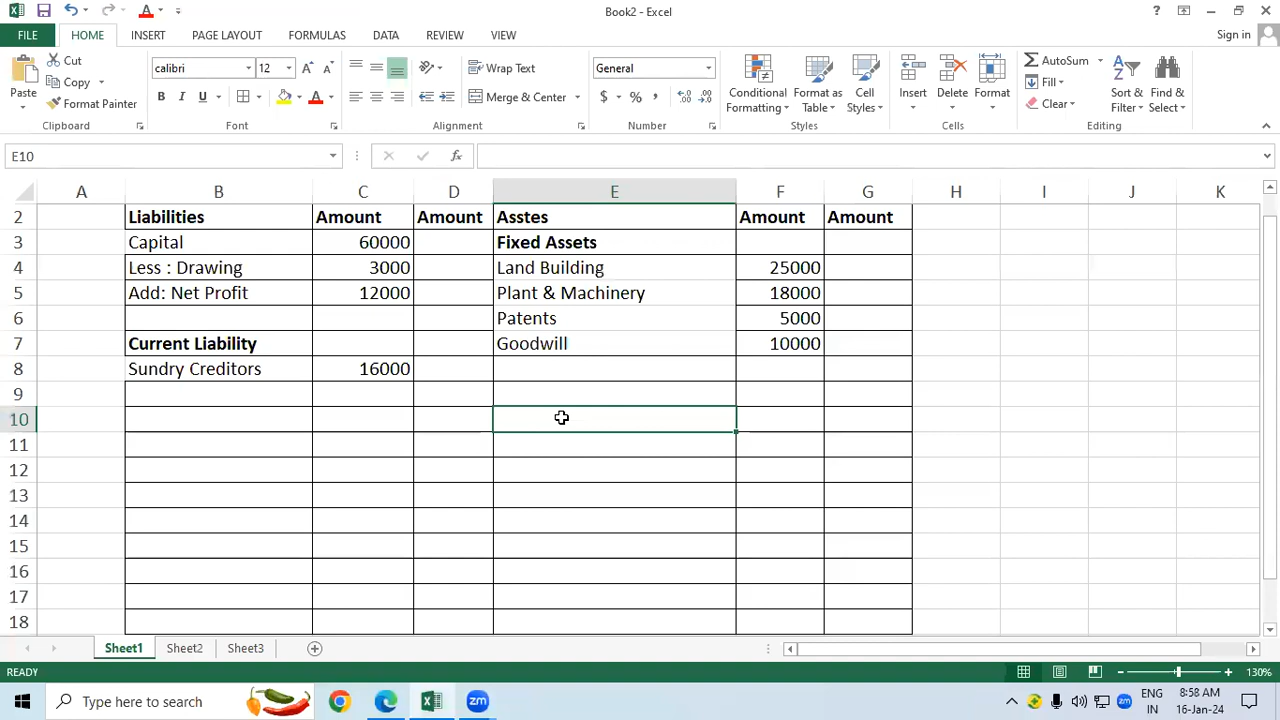 Book2 - Excel
?
FILE HOME INSERT PAGE LAYOUT FORMULAS DATA REVIEW VIEW Sign in
Paste
Cut
Copy
Format Painter
Clipboard
calibri 12
B I U
Font
Wrap Text
Merge & Center
Alignment
General
$ % ,
Number
Conditional Formatting
Format as Table
Cell Styles
Styles
Insert Delete Format
Cells
AutoSum
Fill
Clear
Sort & Filter
Find & Select
Editing
E10
A B C D E F G H I J K
2 Liabilities Amount Amount Asstes Amount Amount
3 Capital 60000 Fixed Assets
4 Less : Drawing 3000 Land Building 25000
5 Add: Net Profit 12000 Plant & Machinery 18000
6 Patents 5000
7 Current Liability Goodwill 10000
8 Sundry Creditors 16000
9
10
11
12
13
14
15
16
17
18
Sheet1 Sheet2 Sheet3
READY 130%
Type here to search
zm
zm
ENG
IN
8:58 AM
16-Jan-24